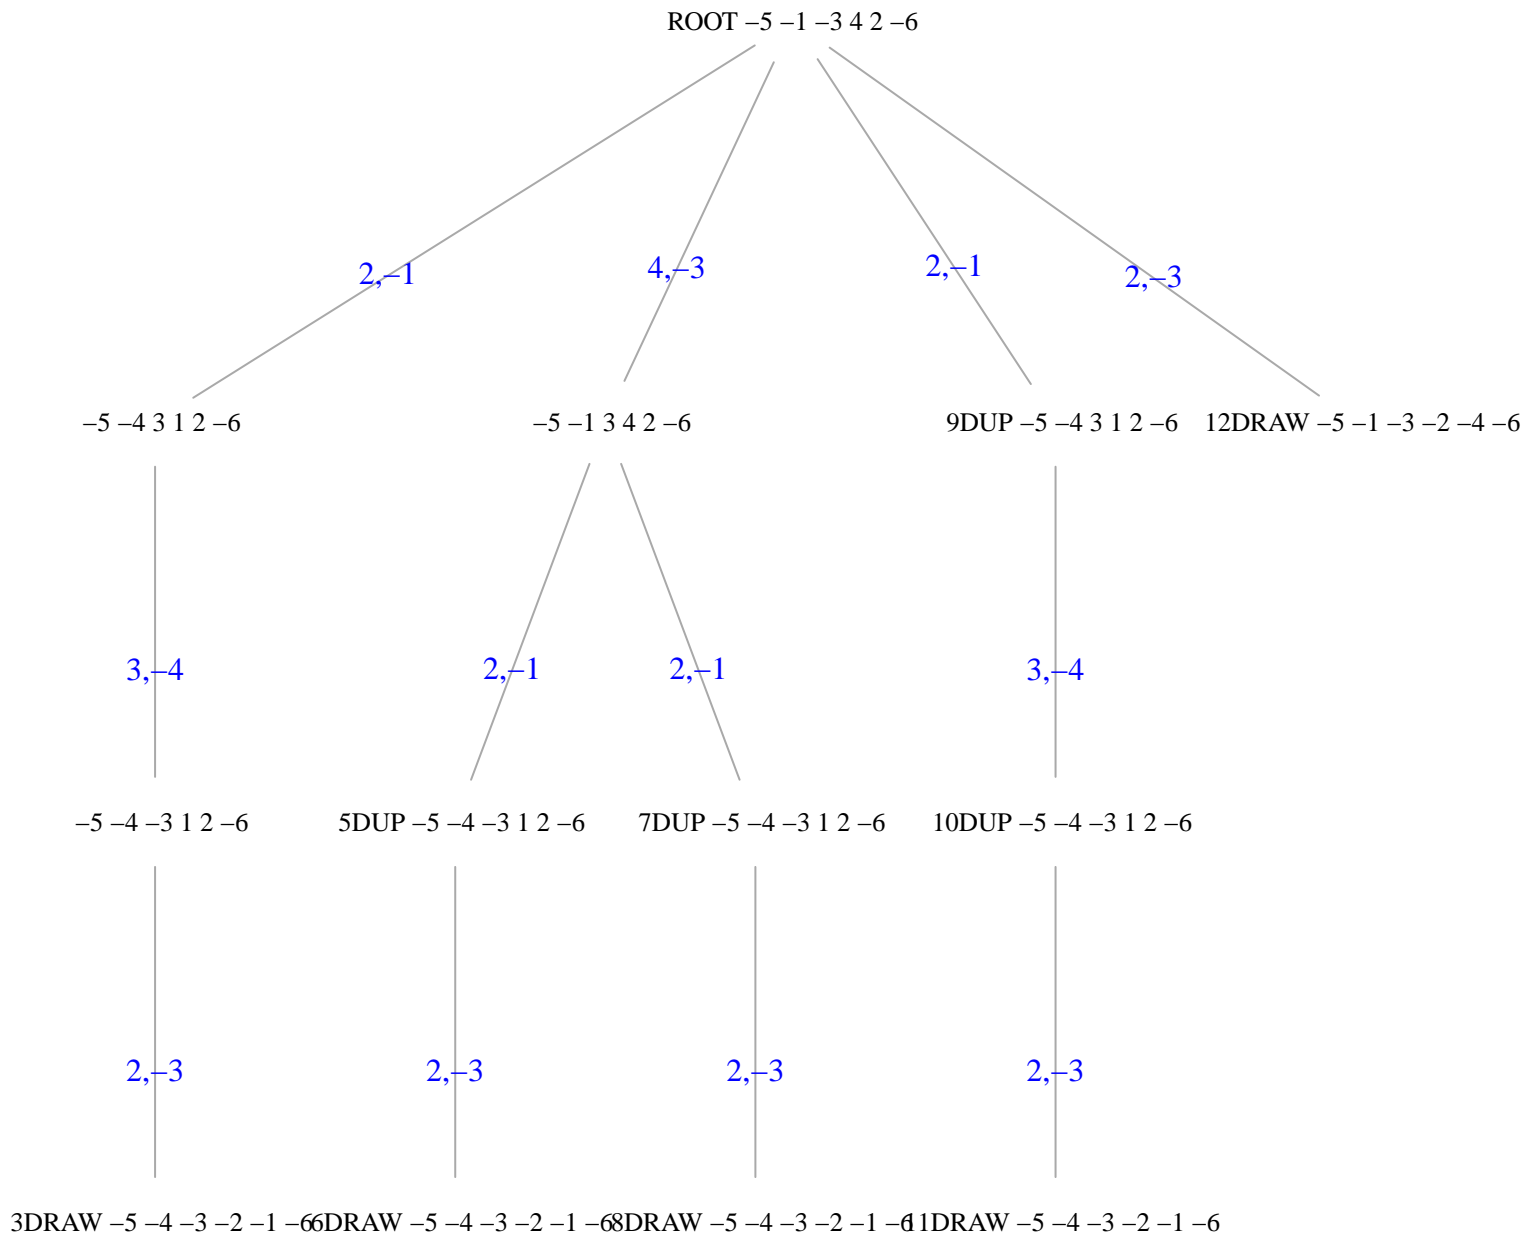 ROOT –5 –1 –3 4 2 –6
2,–1
4,–3
2,–1
2,–3
–5 –4 3 1 2 –6
–5 –1 3 4 2 –6
9DUP –5 –4 3 1 2 –6
12DRAW –5 –1 –3 –2 –4 –6
3,–4
2,–1
2,–1
3,–4
–5 –4 –3 1 2 –6
5DUP –5 –4 –3 1 2 –6
7DUP –5 –4 –3 1 2 –6
10DUP –5 –4 –3 1 2 –6
2,–3
2,–3
2,–3
2,–3
3DRAW –5 –4 –3 –2 –1 –6
6DRAW –5 –4 –3 –2 –1 –6
8DRAW –5 –4 –3 –2 –1 –6
11DRAW –5 –4 –3 –2 –1 –6